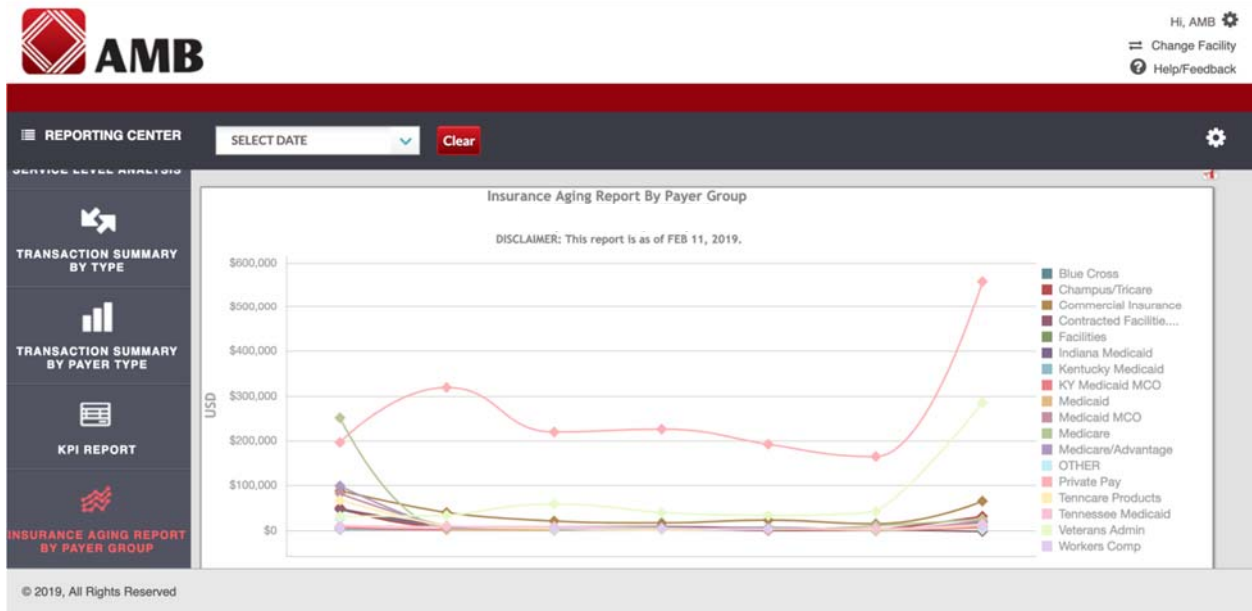 AMB
Hi, AMB
Change Facility
Help/Feedback
REPORTING CENTER
SELECT DATE
Clear
SERVICE LEVEL ANALYSIS
TRANSACTION SUMMARY
BY TYPE
TRANSACTION SUMMARY
BY PAYER TYPE
KPI REPORT
INSURANCE AGING REPORT
BY PAYER GROUP
Insurance Aging Report By Payer Group
DISCLAIMER: This report is as of FEB 11, 2019.
USD
$600,000
$500,000
$400,000
$300,000
$200,000
$100,000
$0
Blue Cross
Champus/Tricare
Commercial Insurance
Contracted Facilitie....
Facilities
Indiana Medicaid
Kentucky Medicaid
KY Medicaid MCO
Medicaid
Medicaid MCO
Medicare
Medicare/Advantage
OTHER
Private Pay
Tenncare Products
Tennessee Medicaid
Veterans Admin
Workers Comp
© 2019, All Rights Reserved